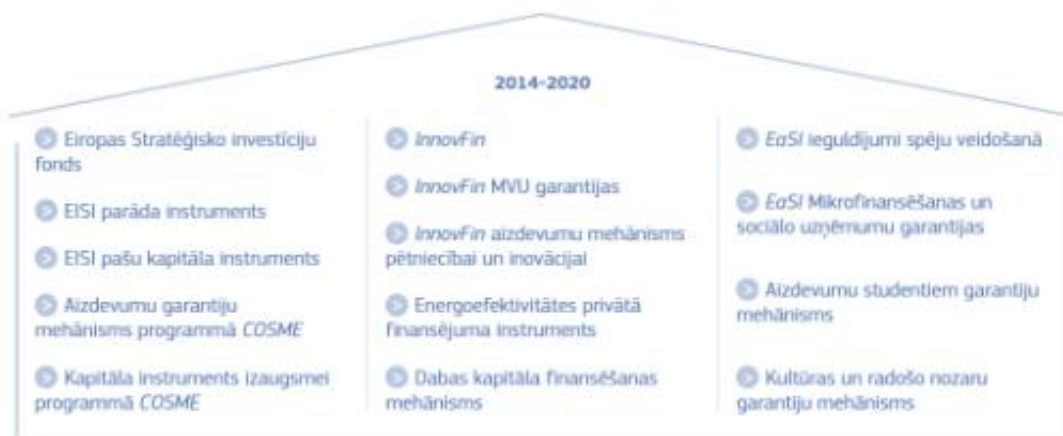 2014-2020
Eiropas Stratēģisko investīciju
fonds
EISI parāda instruments
EISI pašu kapitāla instruments
Aizdevumu garantiju
mehānisms programmā COSME
Kapitāla instruments izaugsmei
programmā COSME
InnovFin
InnovFin MVU garantijas
InnovFin aizdevumu mehānisms
pētniecībai un inovācijai
Energoefektivitātes privātā
finansējuma instruments
Dabas kapitāla finansēšanas
mehānisms
EaSI ieguldījumi spēju veidošanā
EaSI Mikrofinansēšanas un
sociālo uzņēmumu garantijas
Aizdevumu studentiem garantiju
mehānisms
Kultūras un radošo nozaru
garantiju mehānisms